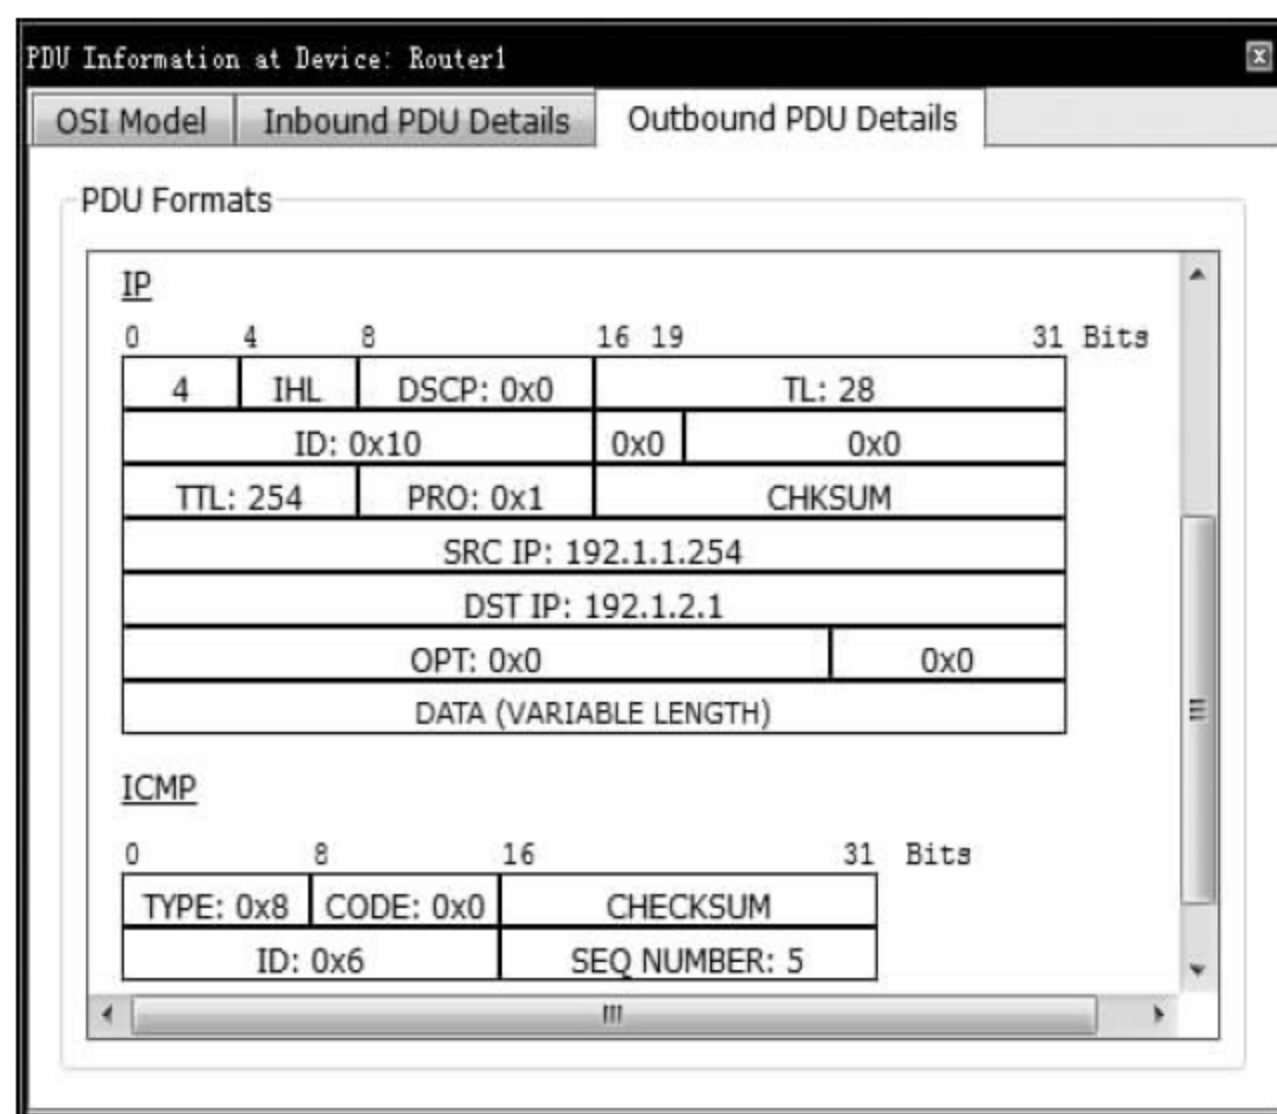 PDU Information at Device: Router1
OSI Model Inbound PDU Details Outbound PDU Details
PDU Formats
IP
0 4 8 16 19 31 Bits
4 IHL DSCP: 0x0 TL: 28
ID: 0x10 0x0 0x0
TTL: 254 PRO: 0x1 CHKSUM
SRC IP: 192.1.1.254
DST IP: 192.1.2.1
OPT: 0x0 0x0
DATA (VARIABLE LENGTH)
ICMP
0 8 16 31 Bits
TYPE: 0x8 CODE: 0x0 CHECKSUM
ID: 0x6 SEQ NUMBER: 5